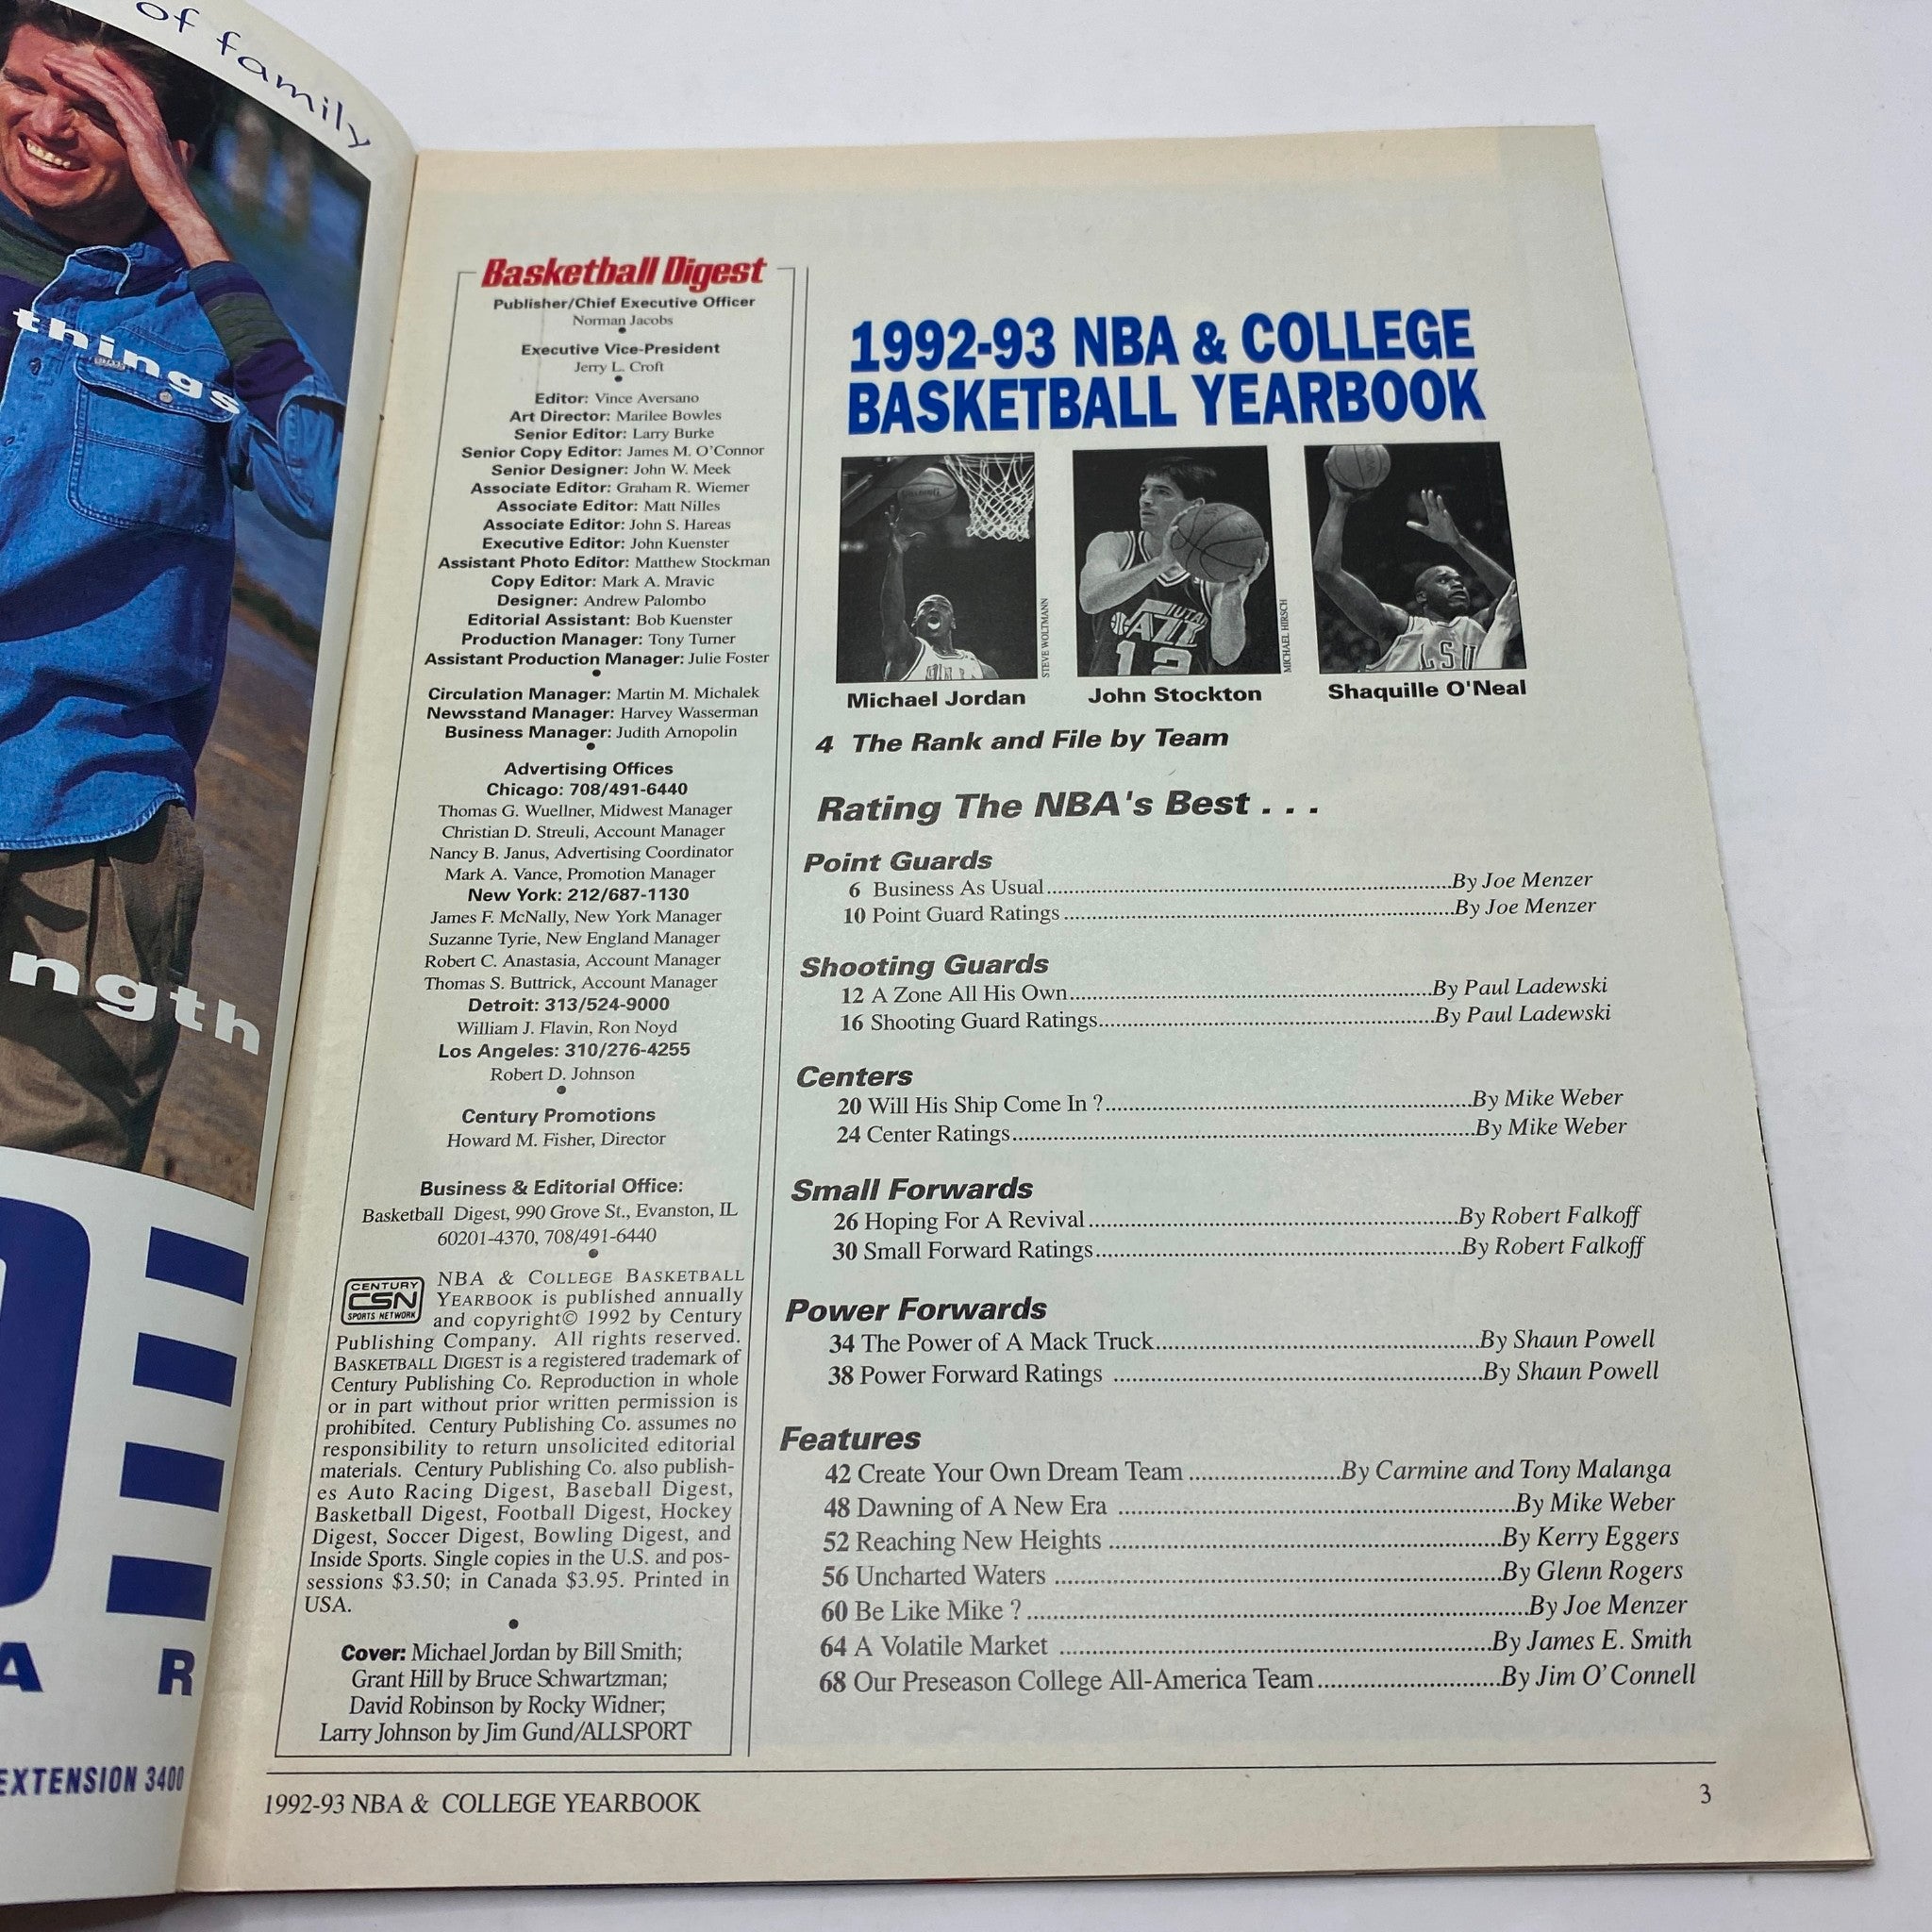 of family
things
ngth
A R
EXTENSION 3400
Basketball Digest
Publisher/Chief Executive Officer
Norman Jacobs
Executive Vice-President
Jerry L. Croft
Editor: Vince Aversano
Art Director: Marilee Bowles
Senior Editor: Larry Burke
Senior Copy Editor: James M. O'Connor
Senior Designer: John W. Meek
Associate Editor: Graham R. Wiemer
Associate Editor: Matt Nilles
Associate Editor: John S. Hareas
Executive Editor: John Kuenster
Assistant Photo Editor: Matthew Stockman
Copy Editor: Mark A. Mravic
Designer: Andrew Palombo
Editorial Assistant: Bob Kuenster
Production Manager: Tony Turner
Assistant Production Manager: Julie Foster
Circulation Manager: Martin M. Michalek
Newsstand Manager: Harvey Wasserman
Business Manager: Judith Arnopolin
Advertising Offices
Chicago: 708/491-6440
Thomas G. Wuellner, Midwest Manager
Christian D. Streuli, Account Manager
Nancy B. Janus, Advertising Coordinator
Mark A. Vance, Promotion Manager
New York: 212/687-1130
James F. McNally, New York Manager
Suzanne Tyrie, New England Manager
Robert C. Anastasia, Account Manager
Thomas S. Buttrick, Account Manager
Detroit: 313/524-9000
William J. Flavin, Ron Noyd
Los Angeles: 310/276-4255
Robert D. Johnson
Century Promotions
Howard M. Fisher, Director
Business & Editorial Office:
Basketball Digest, 990 Grove St., Evanston, IL
60201-4370, 708/491-6440
CENTURY
CSN
SPORTS NETWORK
NBA & COLLEGE BASKETBALL
YEARBOOK is published annually
and copyright© 1992 by Century
Publishing Company. All rights reserved.
BASKETBALL DIGEST is a registered trademark of
Century Publishing Co. Reproduction in whole
or in part without prior written permission is
prohibited. Century Publishing Co. assumes no
responsibility to return unsolicited editorial
materials. Century Publishing Co. also publish-
es Auto Racing Digest, Baseball Digest,
Basketball Digest, Football Digest, Hockey
Digest, Soccer Digest, Bowling Digest, and
Inside Sports. Single copies in the U.S. and pos-
sessions $3.50; in Canada $3.95. Printed in
USA.
Cover: Michael Jordan by Bill Smith;
Grant Hill by Bruce Schwartzman;
David Robinson by Rocky Widner;
Larry Johnson by Jim Gund/ALLSPORT
1992-93 NBA & COLLEGE
BASKETBALL YEARBOOK
STEVE WOLTMANN
UTAH
JAZZ
12
MICHAEL HIRSCH
LSU
Michael Jordan
John Stockton
Shaquille O'Neal
4 The Rank and File by Team
Rating The NBA's Best . . .
Point Guards
6 Business As Usual By Joe Menzer
10 Point Guard Ratings By Joe Menzer
Shooting Guards
12 A Zone All His Own By Paul Ladewski
16 Shooting Guard Ratings By Paul Ladewski
Centers
20 Will His Ship Come In ? By Mike Weber
24 Center Ratings By Mike Weber
Small Forwards
26 Hoping For A Revival By Robert Falkoff
30 Small Forward Ratings By Robert Falkoff
Power Forwards
34 The Power of A Mack Truck By Shaun Powell
38 Power Forward Ratings By Shaun Powell
Features
42 Create Your Own Dream Team By Carmine and Tony Malanga
48 Dawning of A New Era By Mike Weber
52 Reaching New Heights By Kerry Eggers
56 Uncharted Waters By Glenn Rogers
60 Be Like Mike ? By Joe Menzer
64 A Volatile Market By James E. Smith
68 Our Preseason College All-America Team By Jim O'Connell
1992-93 NBA & COLLEGE YEARBOOK
3